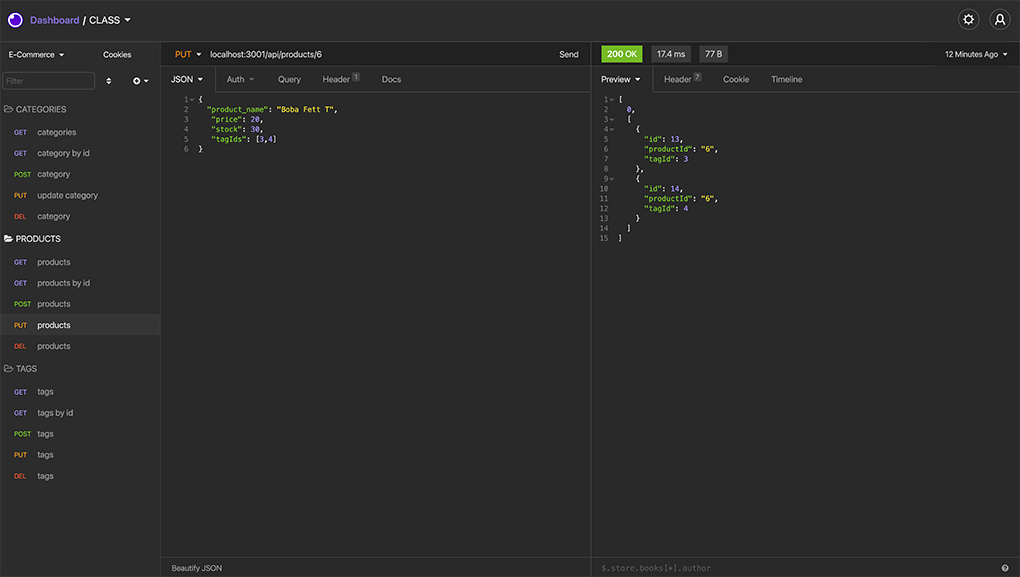 Dashboard / CLASS
E-Commerce Cookies
Filter
CATEGORIES
GET categories
GET category by id
POST category
PUT update category
DEL category
PRODUCTS
GET products
GET products by id
POST products
PUT products
DEL products
TAGS
GET tags
GET tags by id
POST tags
PUT tags
DEL tags
PUT localhost:3001/api/products/6 Send
JSON Auth Query Header 1 Docs
1 {
2 "product_name": "Boba Fett T",
3 "price": 20,
4 "stock": 30,
5 "tagIds": [3,4]
6 }
Beautify JSON
200 OK 17.4 ms 77 B 12 Minutes Ago
Preview Header 7 Cookie Timeline
1 [
2 0,
3 [
4 {
5 "id": 13,
6 "productId": "6",
7 "tagId": 3
8 },
9 {
10 "id": 14,
11 "productId": "6",
12 "tagId": 4
13 }
14 ]
15 ]
$.store.books[*].author